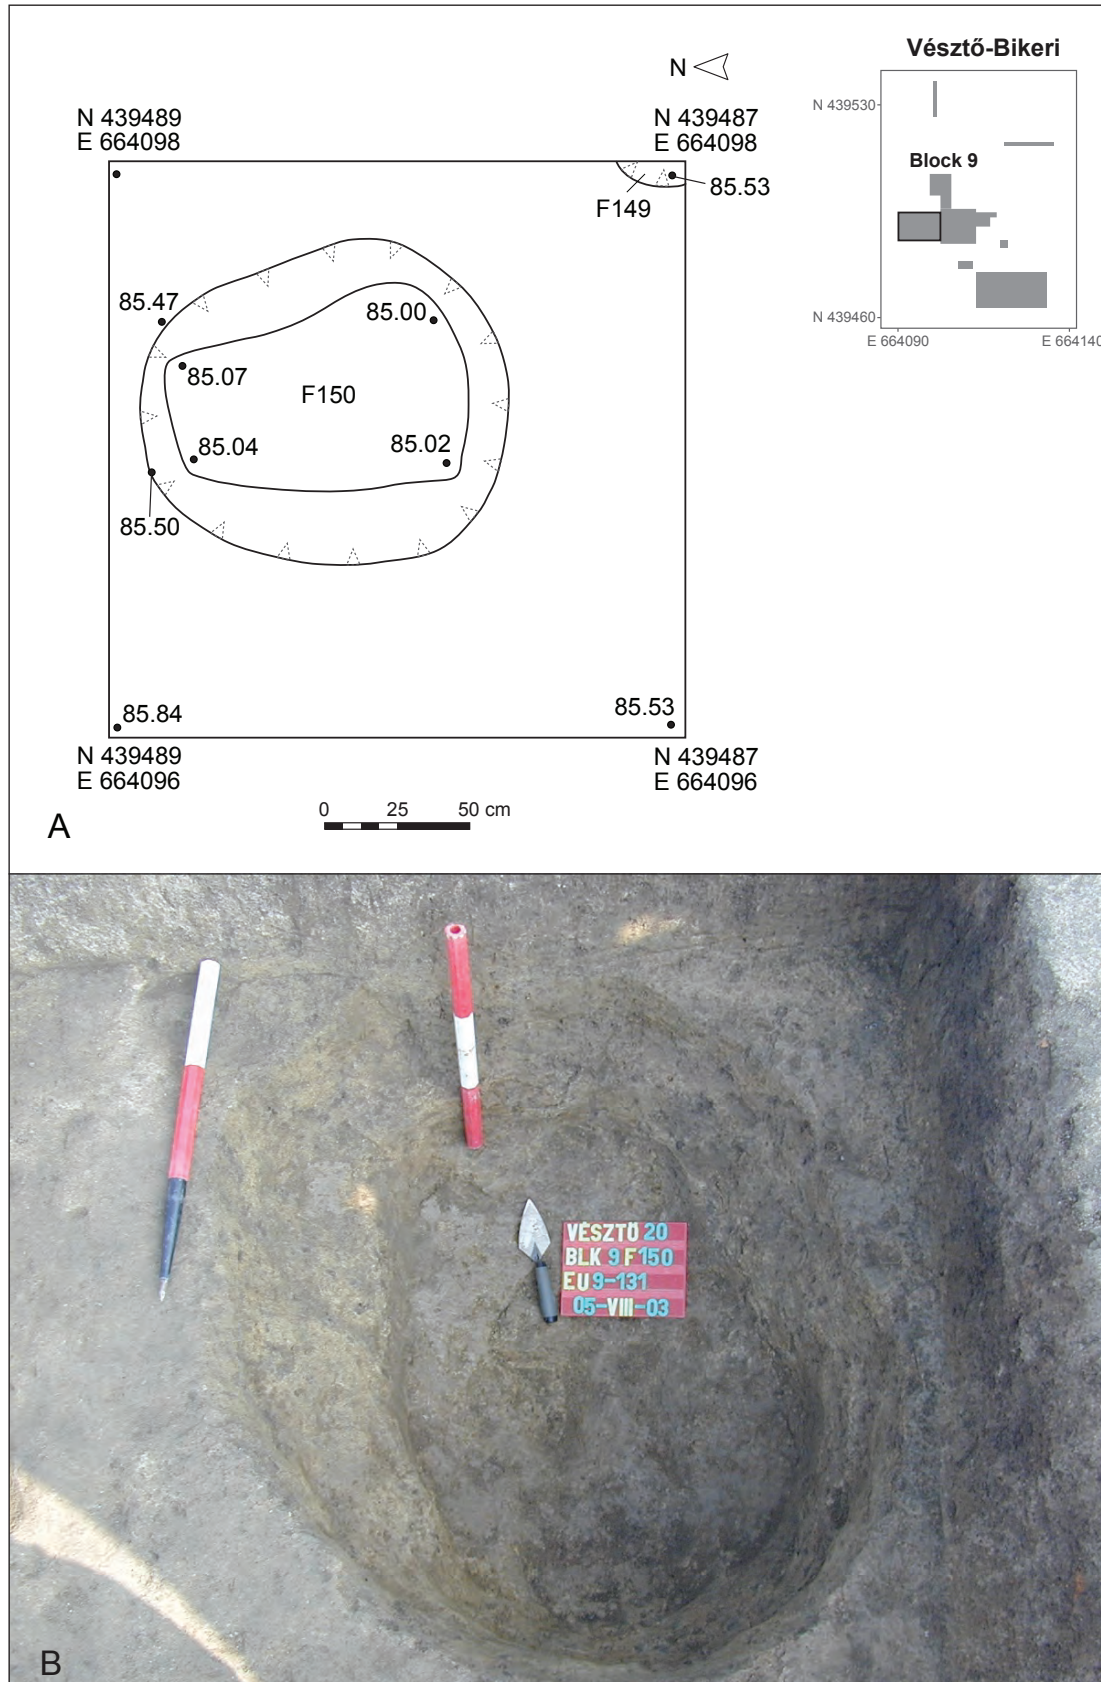 Vésztő-Bikeri
N
N 439489
E 664098
N 439487
E 664098
N 439530
Block 9
N 439460
E 664090
E 664140
85.53
F149
85.47
85.00
85.07
F150
85.04
85.02
85.50
85.84
85.53
N 439489
E 664096
N 439487
E 664096
0 25 50 cm
A
VÉSZTŐ 20
BLK 9 F150
EU 9-131
05-VIII-03
B